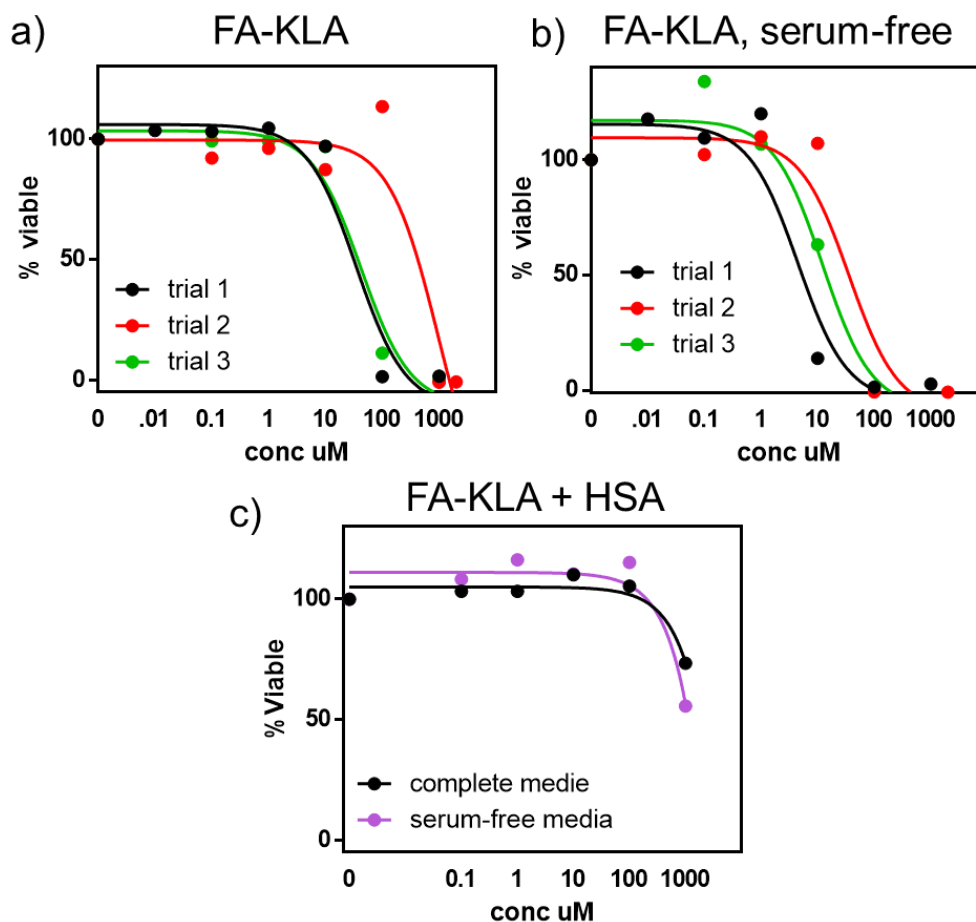 a)
FA-KLA
% viable
100
50
0
trial 1
trial 2
trial 3
0 .01 0.1 1 10 100 1000
conc uM
b)
FA-KLA, serum-free
% viable
100
50
0
trial 1
trial 2
trial 3
0 .01 0.1 1 10 100 1000
conc uM
c)
FA-KLA + HSA
% Viable
100
50
0
complete medie
serum-free media
0 0.1 1 10 100 1000
conc uM